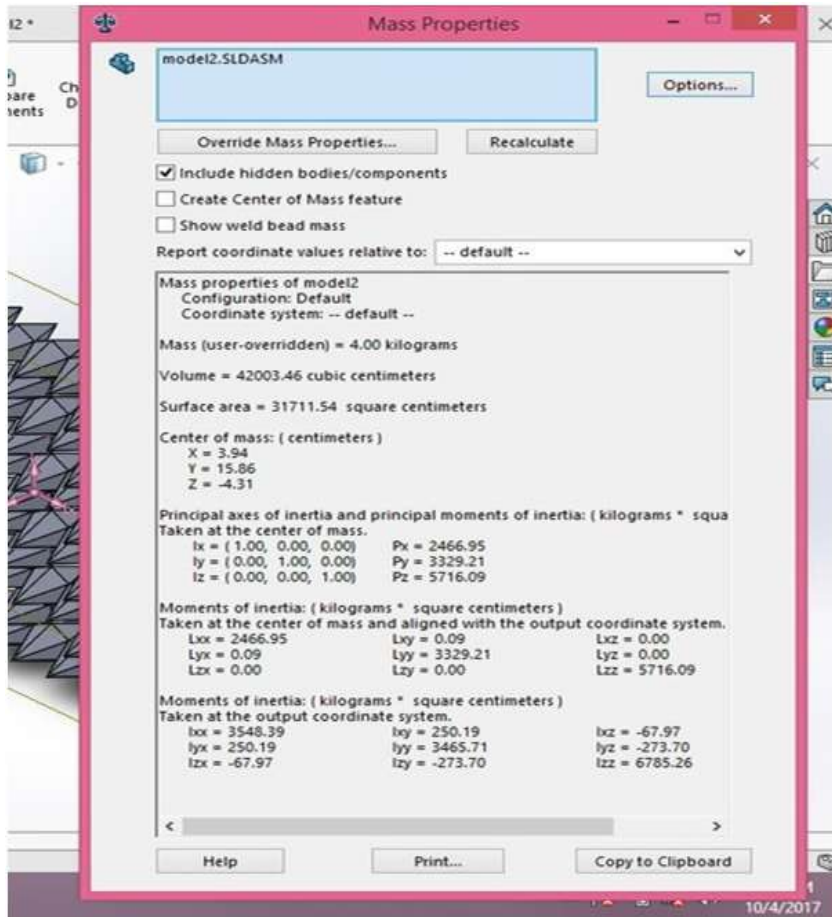 l2 *
Mass Properties
model2.SLDASM
Options...
Override Mass Properties...
Recalculate
Include hidden bodies/components
Create Center of Mass feature
Show weld bead mass
Report coordinate values relative to: -- default --
Mass properties of model2
Configuration: Default
Coordinate system: -- default --
Mass (user-overridden) = 4.00 kilograms
Volume = 42003.46 cubic centimeters
Surface area = 31711.54 square centimeters
Center of mass: ( centimeters )
X = 3.94
Y = 15.86
Z = -4.31
Principal axes of inertia and principal moments of inertia: ( kilograms * squa
Taken at the center of mass.
Ix = ( 1.00, 0.00, 0.00) Px = 2466.95
Iy = ( 0.00, 1.00, 0.00) Py = 3329.21
Iz = ( 0.00, 0.00, 1.00) Pz = 5716.09
Moments of inertia: ( kilograms * square centimeters )
Taken at the center of mass and aligned with the output coordinate system.
Lxx = 2466.95 Lxy = 0.09 Lxz = 0.00
Lyx = 0.09 Lyy = 3329.21 Lyz = 0.00
Lzx = 0.00 Lzy = 0.00 Lzz = 5716.09
Moments of inertia: ( kilograms * square centimeters )
Taken at the output coordinate system.
Ixx = 3548.39 Ixy = 250.19 Ixz = -67.97
Iyx = 250.19 Iyy = 3465.71 Iyz = -273.70
Izx = -67.97 Izy = -273.70 Izz = 6785.26
Help
Print...
Copy to Clipboard
10/4/2017